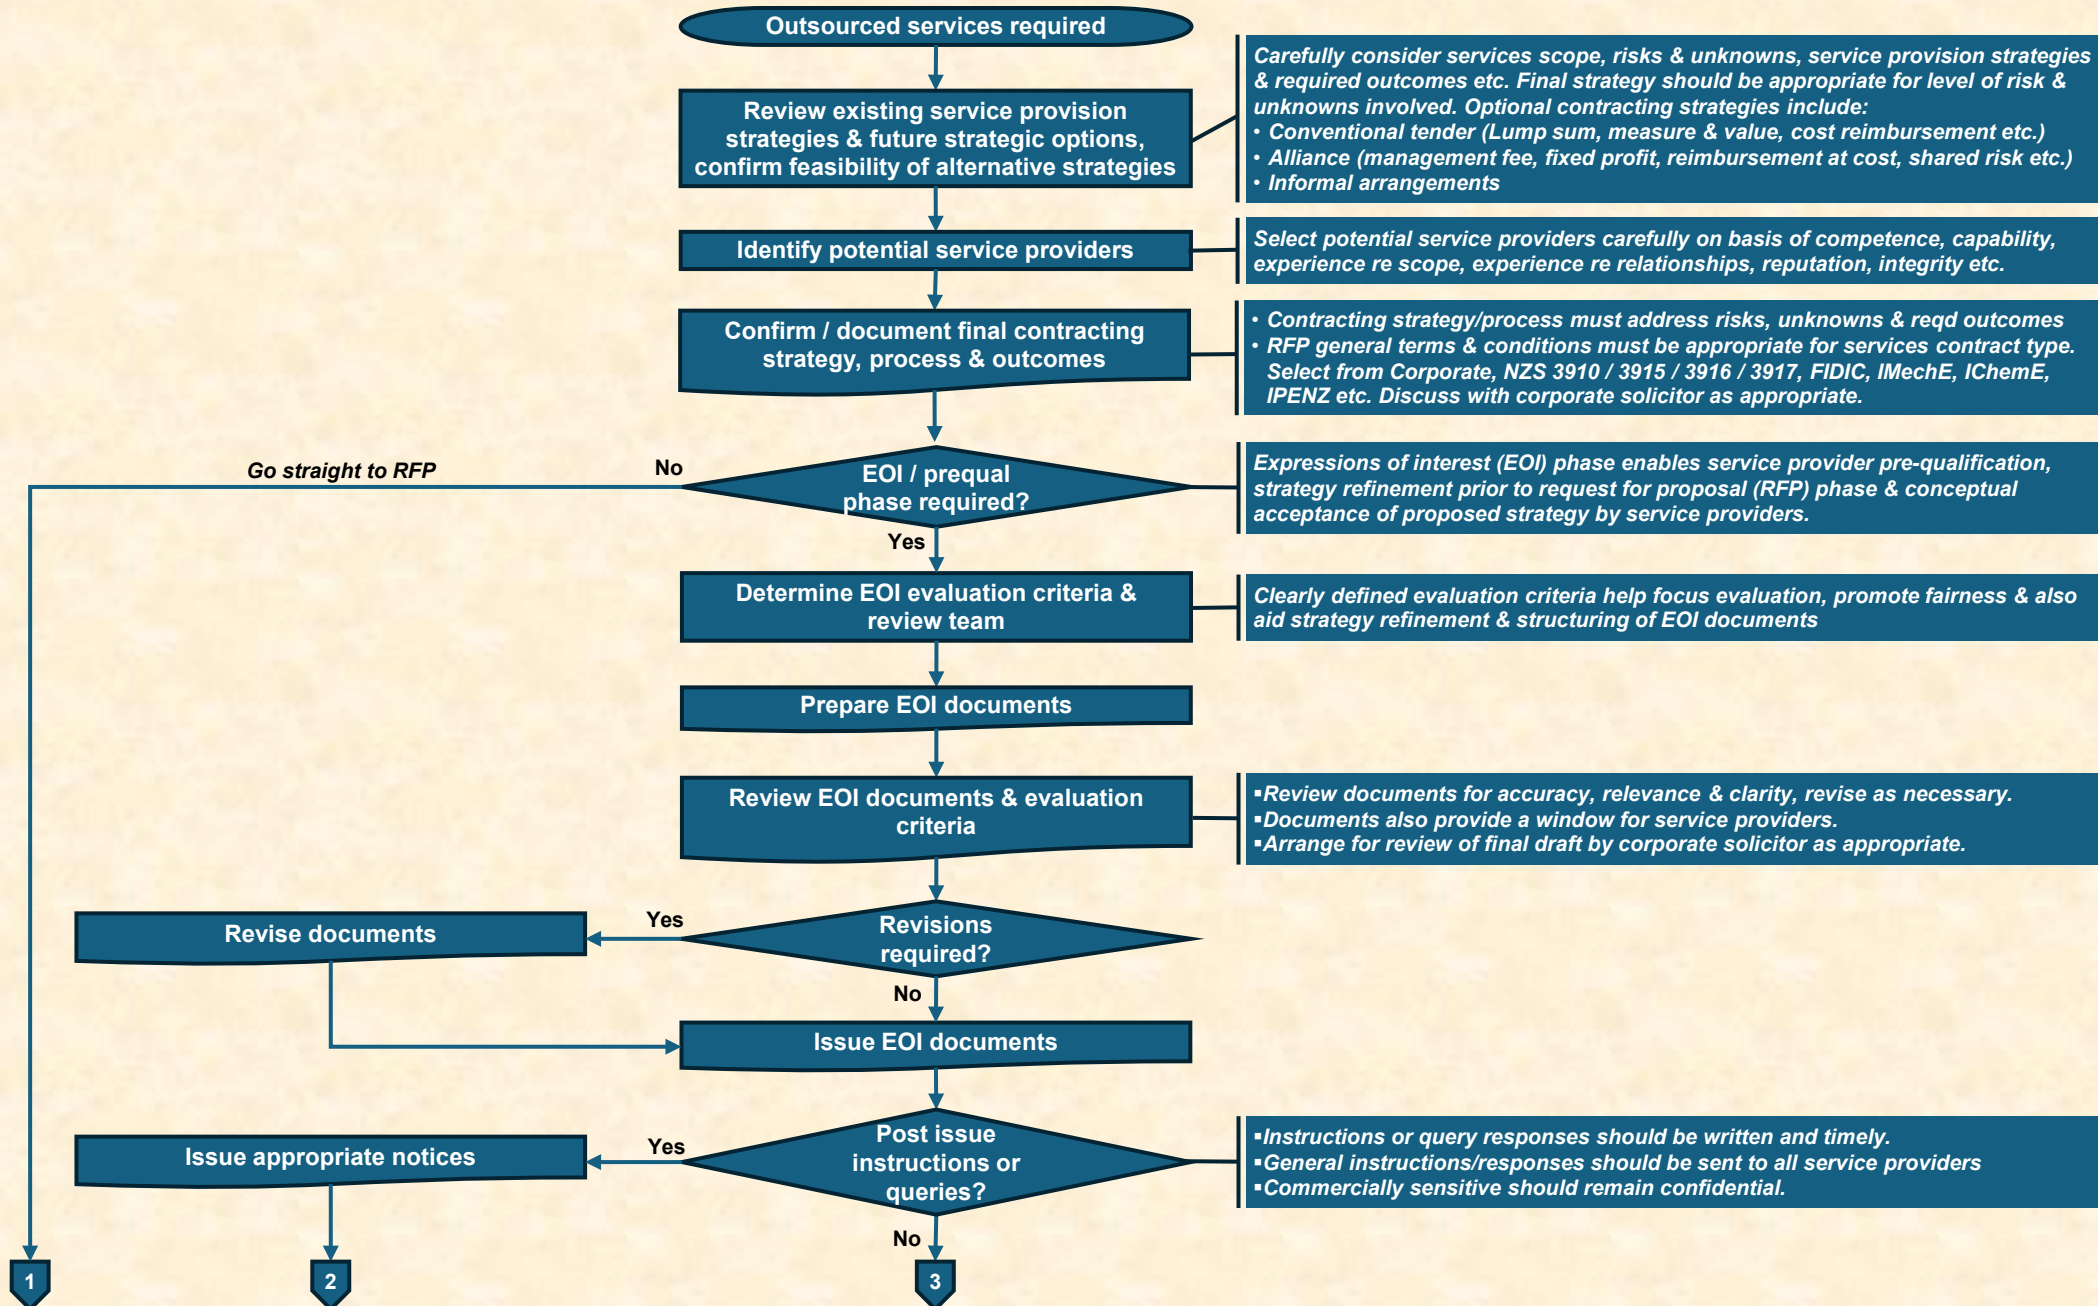 Outsourced services required
Review existing service provision
strategies & future strategic options,
confirm feasibility of alternative strategies
Carefully consider services scope, risks & unknowns, service provision strategies
& required outcomes etc. Final strategy should be appropriate for level of risk &
unknowns involved. Optional contracting strategies include:
• Conventional tender (Lump sum, measure & value, cost reimbursement etc.)
• Alliance (management fee, fixed profit, reimbursement at cost, shared risk etc.)
• Informal arrangements
Identify potential service providers
Select potential service providers carefully on basis of competence, capability,
experience re scope, experience re relationships, reputation, integrity etc.
Confirm / document final contracting
strategy, process & outcomes
• Contracting strategy/process must address risks, unknowns & reqd outcomes
• RFP general terms & conditions must be appropriate for services contract type.
Select from Corporate, NZS 3910 / 3915 / 3916 / 3917, FIDIC, IMechE, IChemE,
IPENZ etc. Discuss with corporate solicitor as appropriate.
Go straight to RFP
No
EOI / prequal
phase required?
Yes
Expressions of interest (EOI) phase enables service provider pre-qualification,
strategy refinement prior to request for proposal (RFP) phase & conceptual
acceptance of proposed strategy by service providers.
Determine EOI evaluation criteria &
review team
Clearly defined evaluation criteria help focus evaluation, promote fairness & also
aid strategy refinement & structuring of EOI documents
Prepare EOI documents
Review EOI documents & evaluation
criteria
▪Review documents for accuracy, relevance & clarity, revise as necessary.
▪Documents also provide a window for service providers.
▪Arrange for review of final draft by corporate solicitor as appropriate.
Revise documents
Yes
Revisions
required?
No
Issue EOI documents
Issue appropriate notices
Yes
Post issue
instructions or
queries?
No
▪Instructions or query responses should be written and timely.
▪General instructions/responses should be sent to all service providers
▪Commercially sensitive should remain confidential.
1
2
3